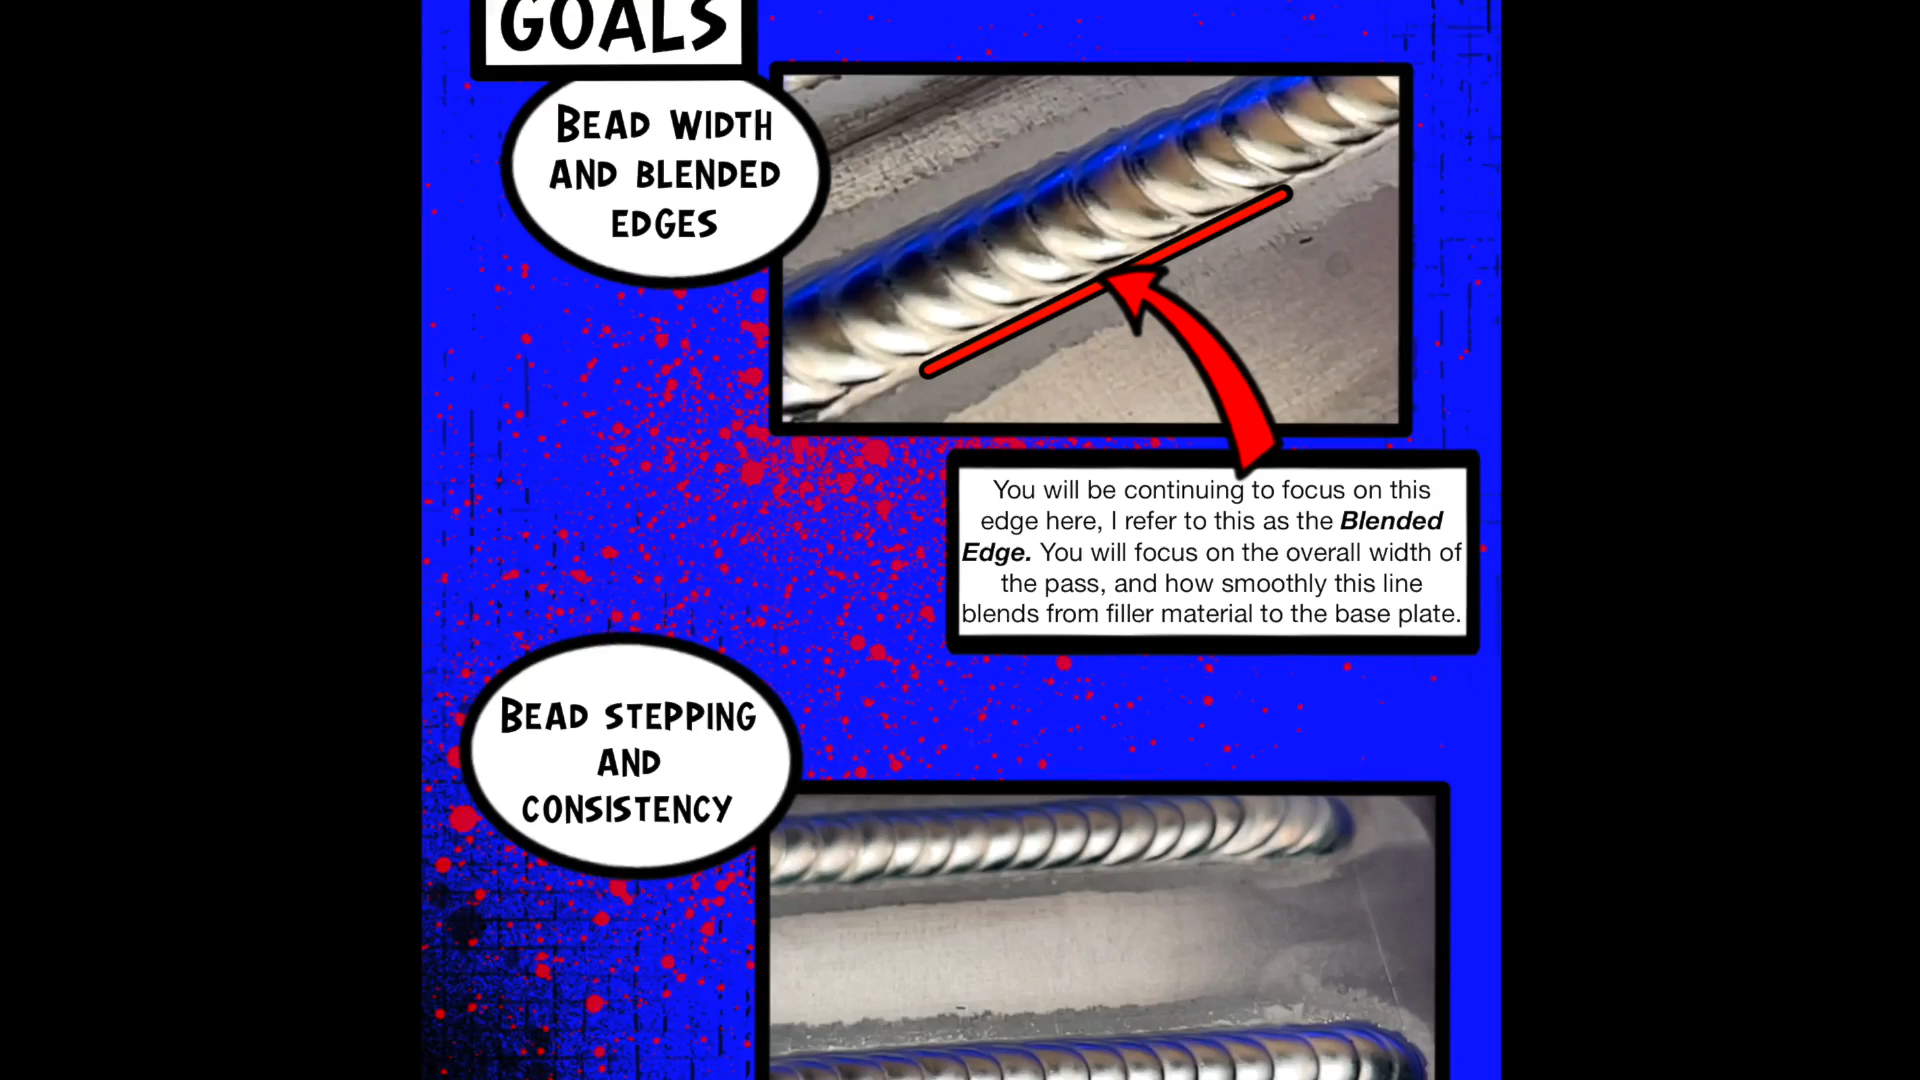 GOALS
BEAD WIDTH
AND BLENDED
EDGES
You will be continuing to focus on this
edge here, I refer to this as the Blended
Edge. You will focus on the overall width of
the pass, and how smoothly this line
blends from filler material to the base plate.
BEAD STEPPING
AND
CONSISTENCY